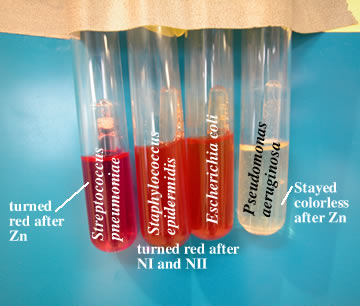 Streptococcus
pneumoniae
Staphylococcus
epidermidis
Escherichia coli
Pseudomonas
aeruginosa
turned
red after
Zn
turned red after
NI and NII
Stayed
colorless
after Zn